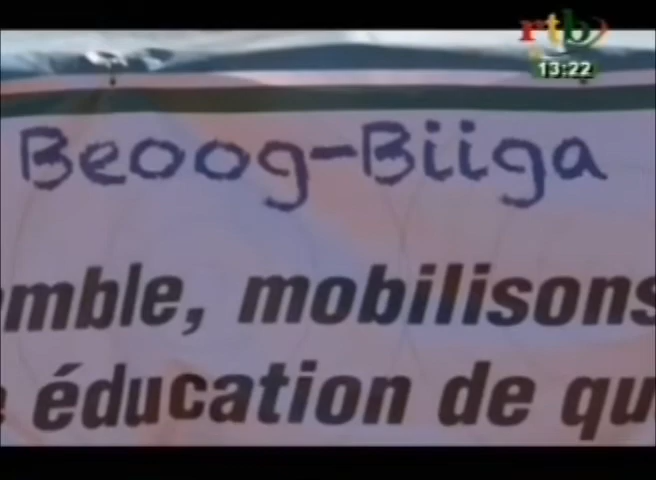 rtb
13:22
Beoog-Biiga
mble, mobilisons
éducation de qu